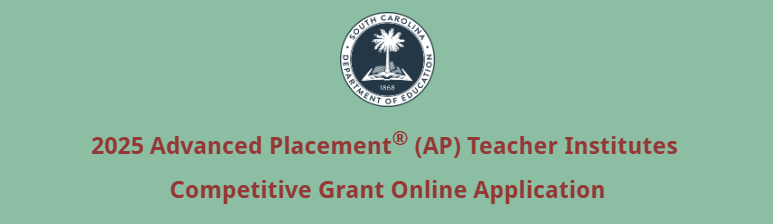 SOUTH CAROLINA
DEPARTMENT OF EDUCATION
1868
2025 Advanced Placement® (AP) Teacher Institutes
Competitive Grant Online Application